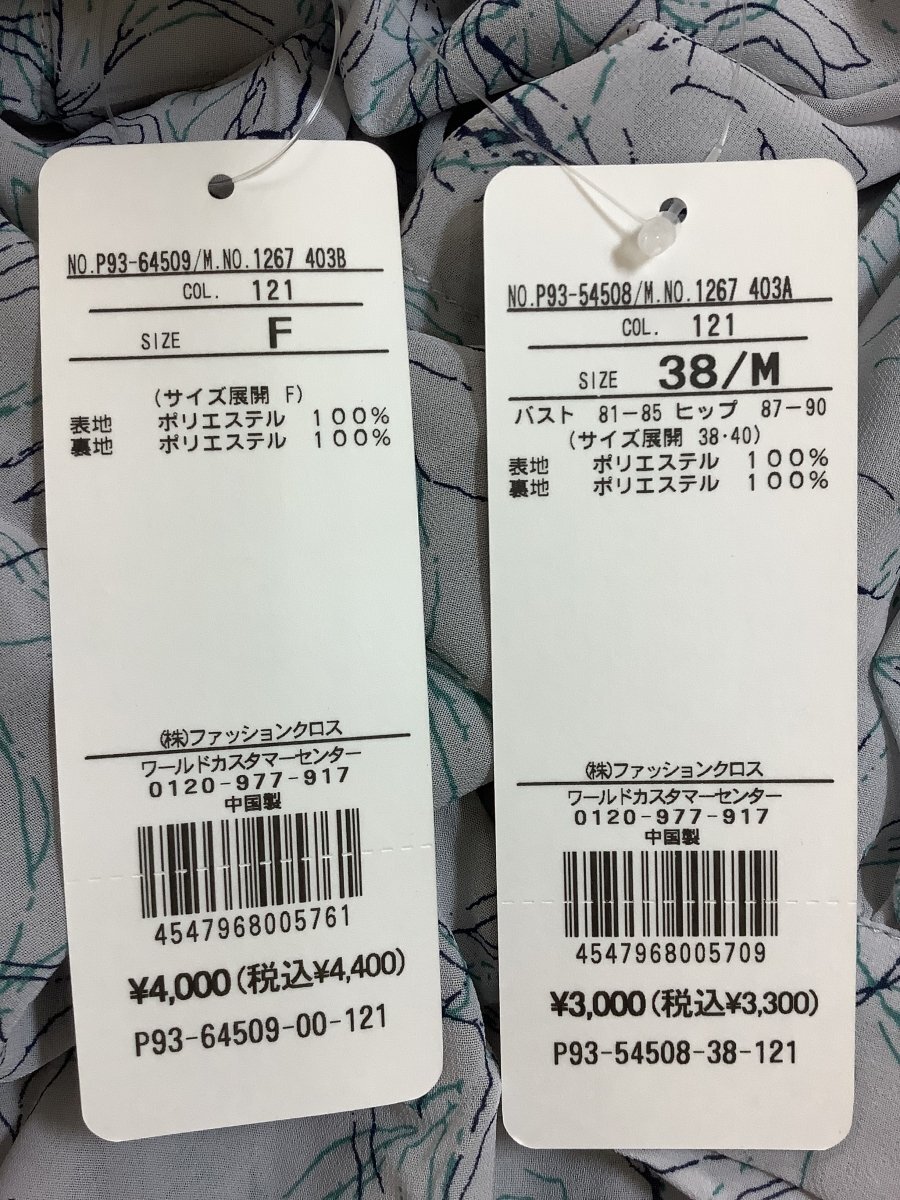 NO.P93-64509/M.NO.1267 403B
COL. 121
SIZE F
(サイズ展開 F)
表地 ポリエステル 100%
裏地 ポリエステル 100%
(株)ファッションクロス
ワールドカスタマーセンター
0120-977-917
中国製
4547968005761
¥4,000(税込¥4,400)
P93-64509-00-121
NO.P93-54508/M.NO.1267 403A
COL. 121
SIZE 38/M
バスト 81-85 ヒップ 87-90
(サイズ展開 38・40)
表地 ポリエステル 100%
裏地 ポリエステル 100%
(株)ファッションクロス
ワールドカスタマーセンター
0120-977-917
中国製
4547968005709
¥3,000(税込¥3,300)
P93-54508-38-121